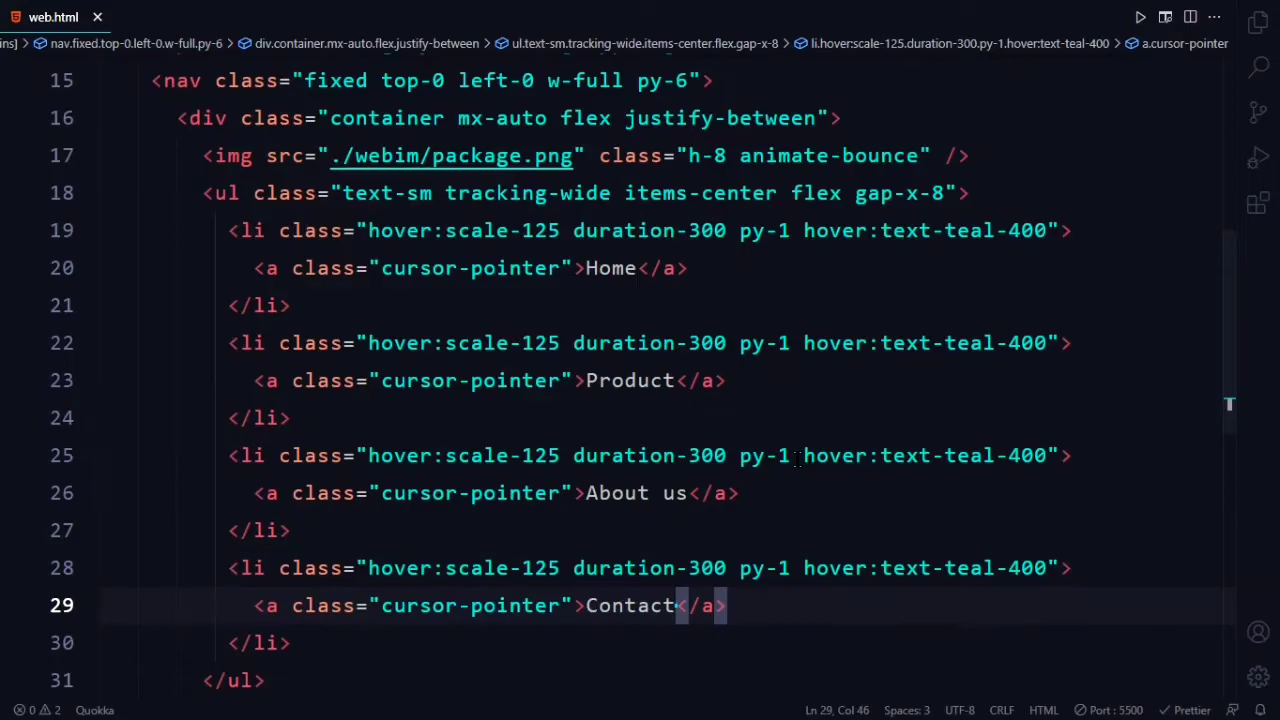 web.html
ins] > nav.fixed.top-0.left-0.w-full.py-6 > div.container.mx-auto.flex.justify-between > ul.text-sm.tracking-wide.items-center.flex.gap-x-8 > li.hover:scale-125.duration-300.py-1.hover:text-teal-400 > a.cursor-pointer
15 <nav class="fixed top-0 left-0 w-full py-6">
16 <div class="container mx-auto flex justify-between">
17 <img src="./webim/package.png" class="h-8 animate-bounce" />
18 <ul class="text-sm tracking-wide items-center flex gap-x-8">
19 <li class="hover:scale-125 duration-300 py-1 hover:text-teal-400">
20 <a class="cursor-pointer">Home</a>
21 </li>
22 <li class="hover:scale-125 duration-300 py-1 hover:text-teal-400">
23 <a class="cursor-pointer">Product</a>
24 </li>
25 <li class="hover:scale-125 duration-300 py-1 hover:text-teal-400">
26 <a class="cursor-pointer">About us</a>
27 </li>
28 <li class="hover:scale-125 duration-300 py-1 hover:text-teal-400">
29 <a class="cursor-pointer">Contact</a>
30 </li>
31 </ul>
0 2 Quokka Ln 29, Col 46 Spaces: 3 UTF-8 CRLF HTML Port : 5500 Prettier